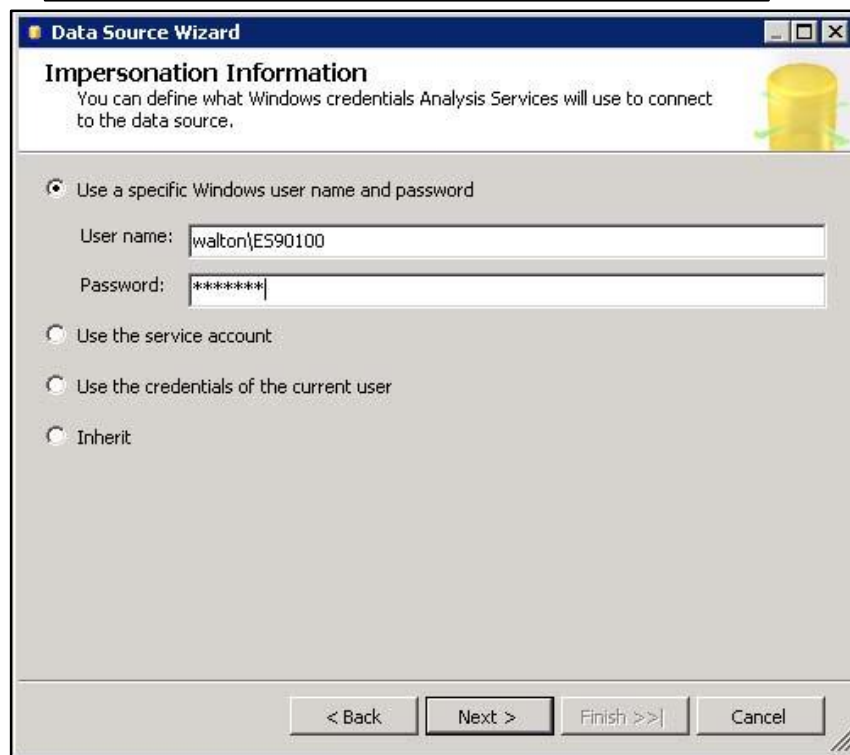 Data Source Wizard
Impersonation Information
You can define what Windows credentials Analysis Services will use to connect
to the data source.
Use a specific Windows user name and password
User name: walton\ES90100
Password: *******
Use the service account
Use the credentials of the current user
Inherit
< Back Next > Finish >>| Cancel